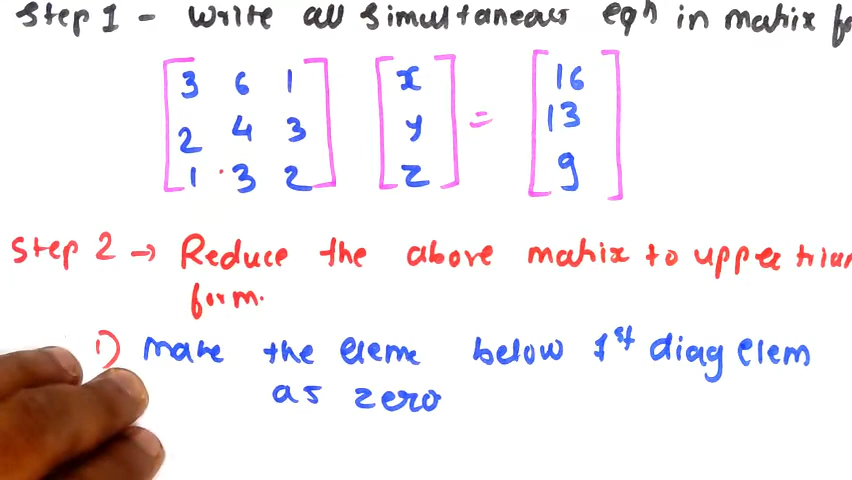 Step 1 - Write all simultaneous eqn in matrix
3 6 1 x 16
2 4 3 y = 13
1 3 2 z 9
Step 2 → Reduce the above matrix to upper
form.
1) make the eleme below 1st diag elem
as zero